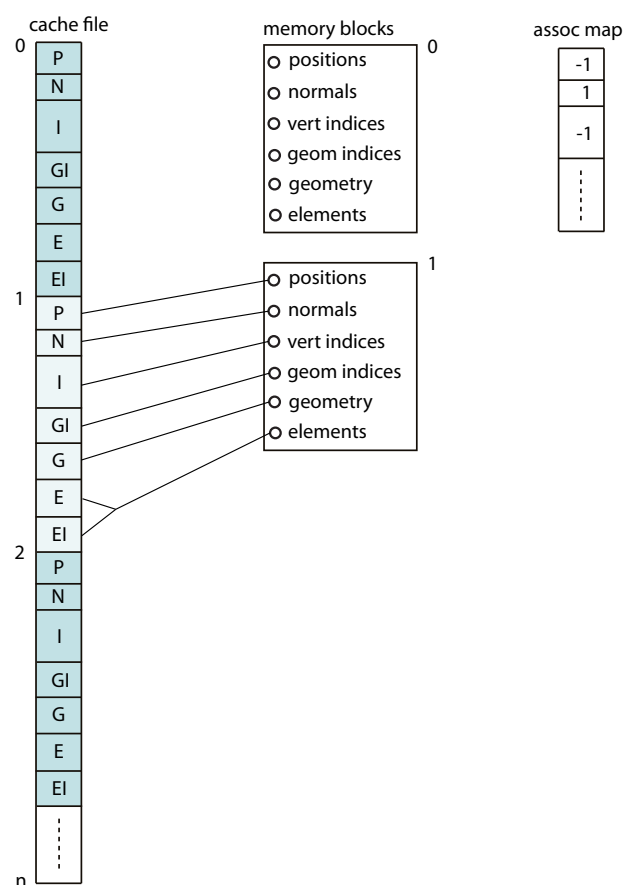 cache file
0
P
N
I
GI
G
E
EI
1
P
N
I
GI
G
E
EI
2
P
N
I
GI
G
E
EI
n
memory blocks
0
positions
normals
vert indices
geom indices
geometry
elements
1
positions
normals
vert indices
geom indices
geometry
elements
assoc map
-1
1
-1